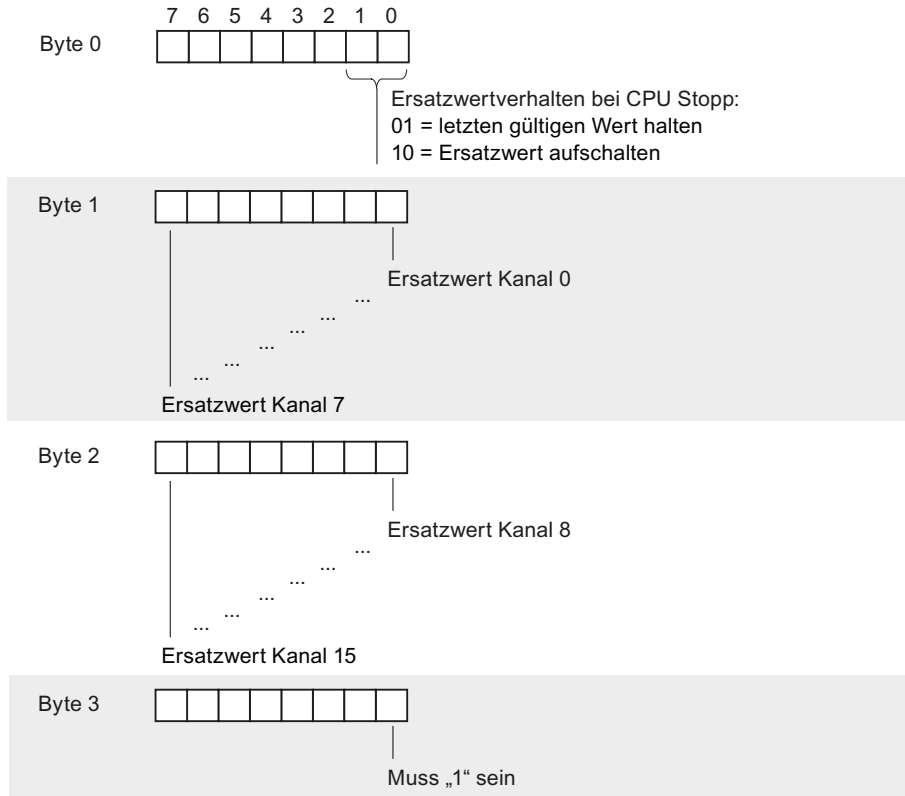 7 6 5 4 3 2 1 0
Byte 0
Ersatzwertverhalten bei CPU Stopp:
01 = letzten gültigen Wert halten
10 = Ersatzwert aufschalten
Byte 1
Ersatzwert Kanal 0
...
...
...
...
...
...
Ersatzwert Kanal 7
Byte 2
Ersatzwert Kanal 8
...
...
...
...
...
...
Ersatzwert Kanal 15
Byte 3
Muss „1“ sein